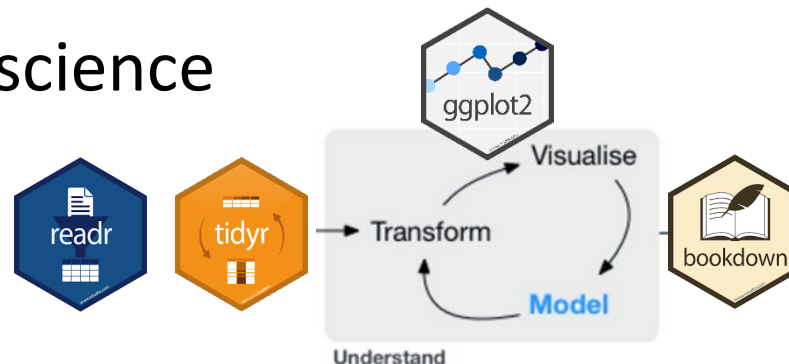 science
ggplot2
Visualise
readr
tidyr
Transform
bookdown
Model
Understand